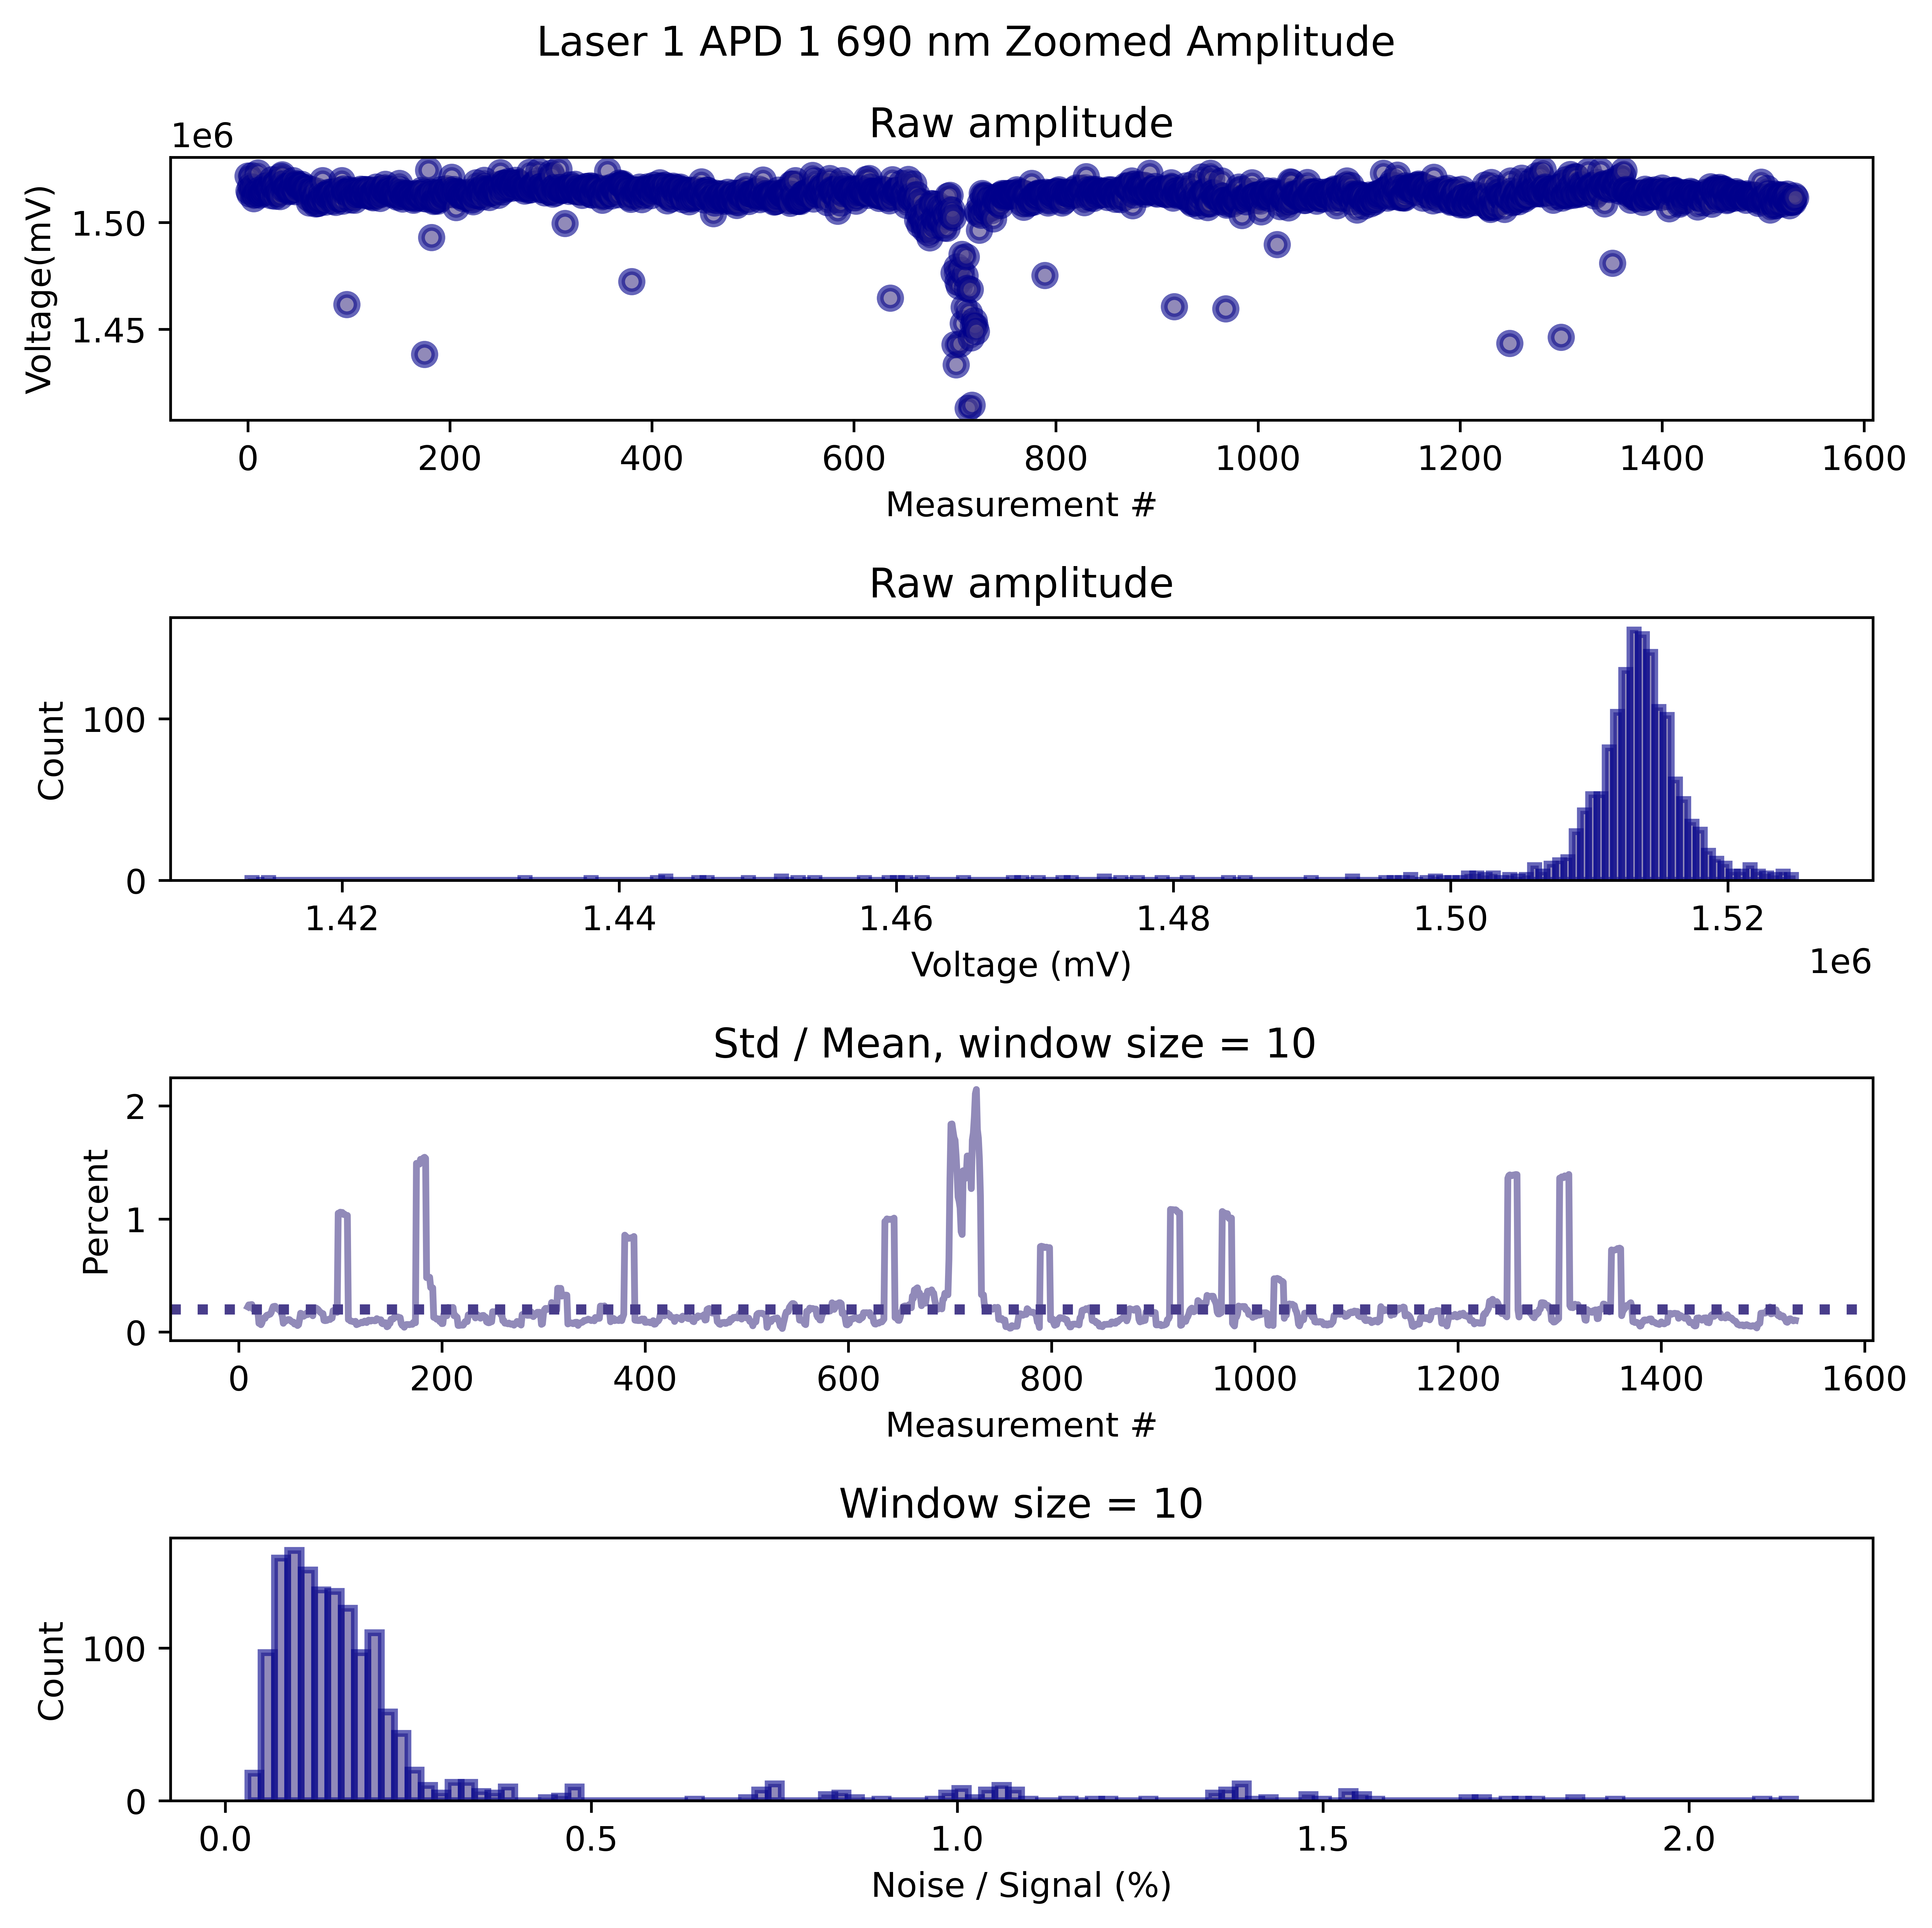 Laser 1 APD 1 690 nm Zoomed Amplitude
Raw amplitude
1e6
Voltage(mV)
1.50
1.45
0 200 400 600 800 1000 1200 1400 1600
Measurement #
Raw amplitude
Count
100
0
1.42 1.44 1.46 1.48 1.50 1.52
Voltage (mV)
1e6
Std / Mean, window size = 10
Percent
2
1
0
0 200 400 600 800 1000 1200 1400 1600
Measurement #
Window size = 10
Count
100
0
0.0 0.5 1.0 1.5 2.0
Noise / Signal (%)